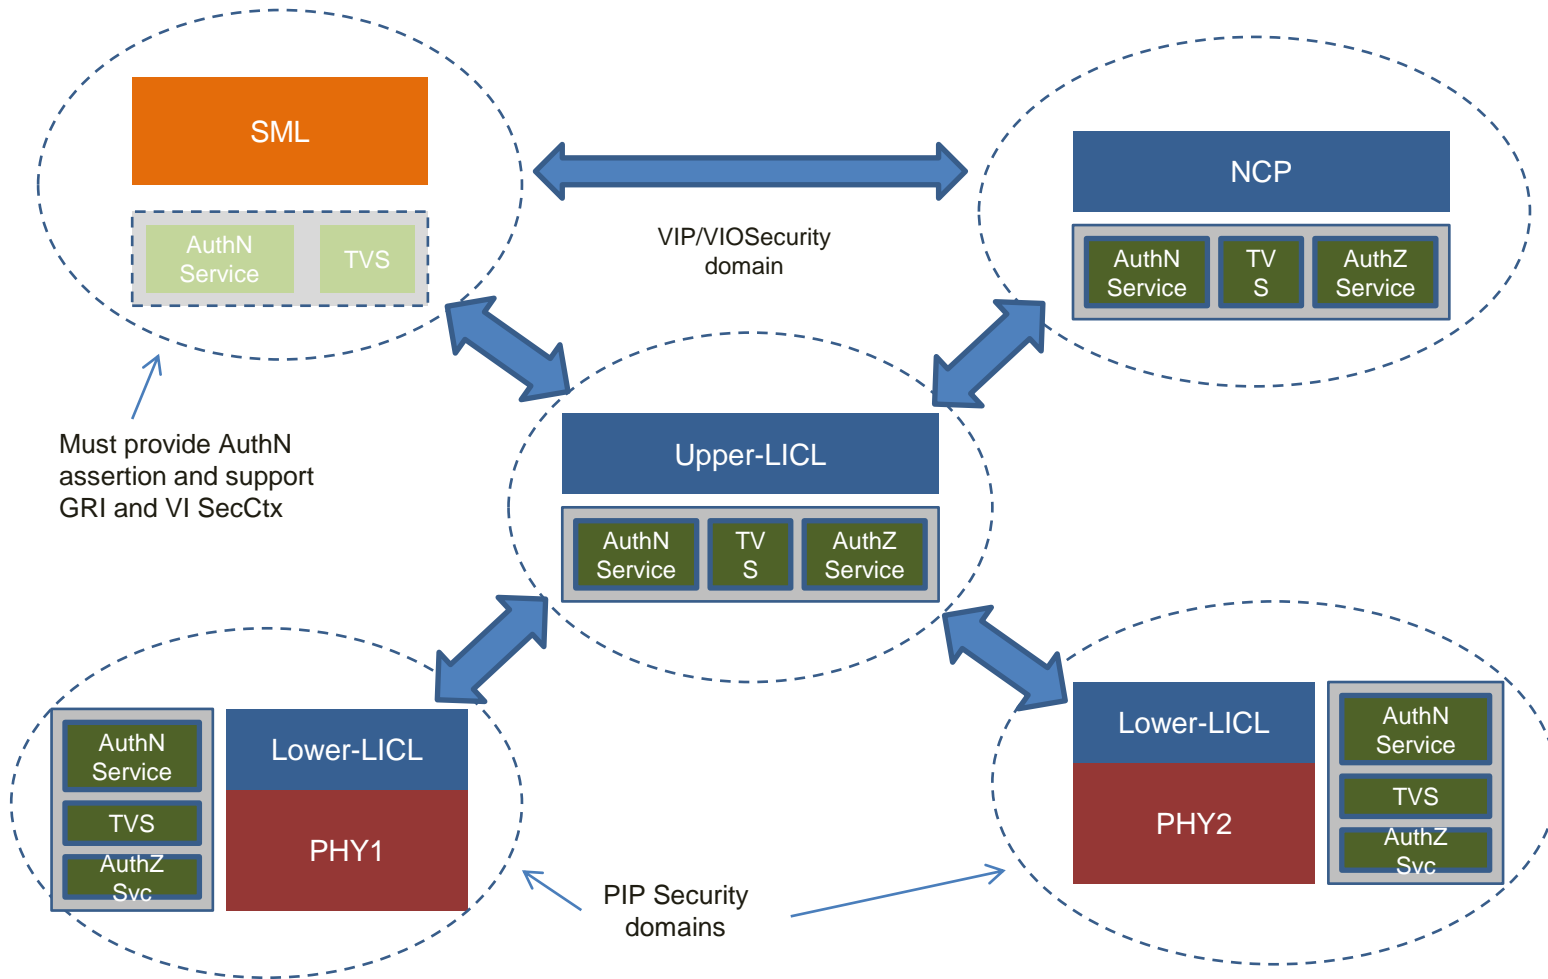 SML
AuthN
Service
TVS
NCP
AuthN
Service
TV
S
AuthZ
Service
VIP/VIOSecurity
domain
Must provide AuthN
assertion and support
GRI and VI SecCtx
Upper-LICL
AuthN
Service
TV
S
AuthZ
Service
AuthN
Service
TVS
AuthZ
Svc
Lower-LICL
PHY1
PIP Security
domains
Lower-LICL
PHY2
AuthN
Service
TVS
AuthZ
Svc